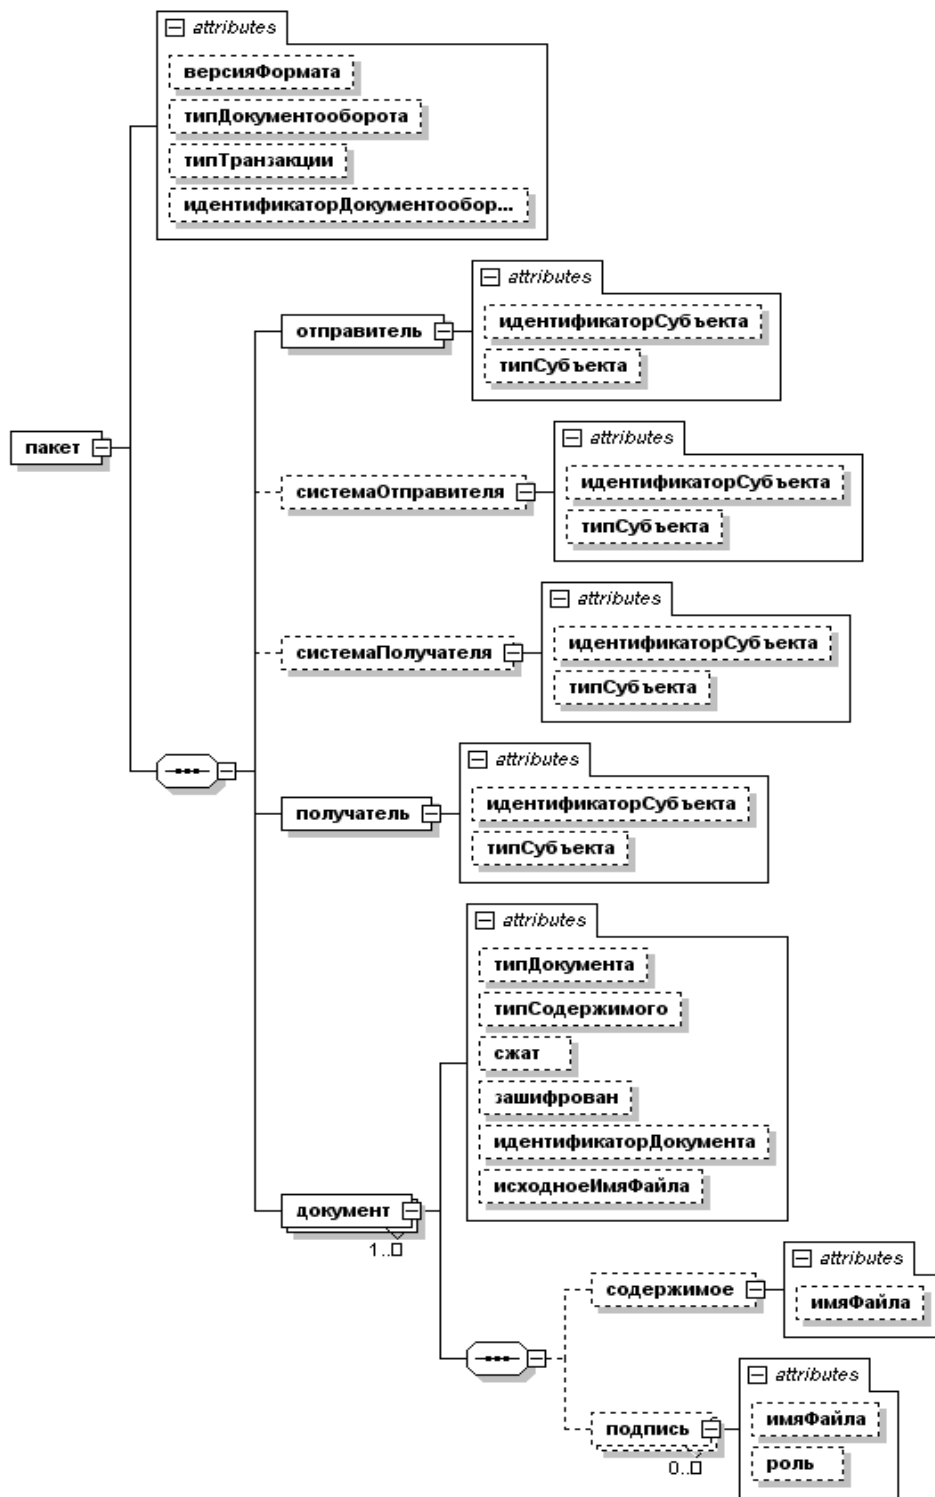 attributes
версияФормата
типДокументооборота
типТранзакции
идентификаторДокументообор...
attributes
отправитель
идентификаторСубъекта
типСубъекта
пакет
attributes
системаОтправителя
идентификаторСубъекта
типСубъекта
attributes
системаПолучателя
идентификаторСубъекта
типСубъекта
attributes
получатель
идентификаторСубъекта
типСубъекта
attributes
типДокумента
типСодержимого
сжат
зашифрован
идентификаторДокумента
исходноеИмяФайла
документ
1..□
attributes
содержимое
имяФайла
attributes
подпись
имяФайла
роль
0..□